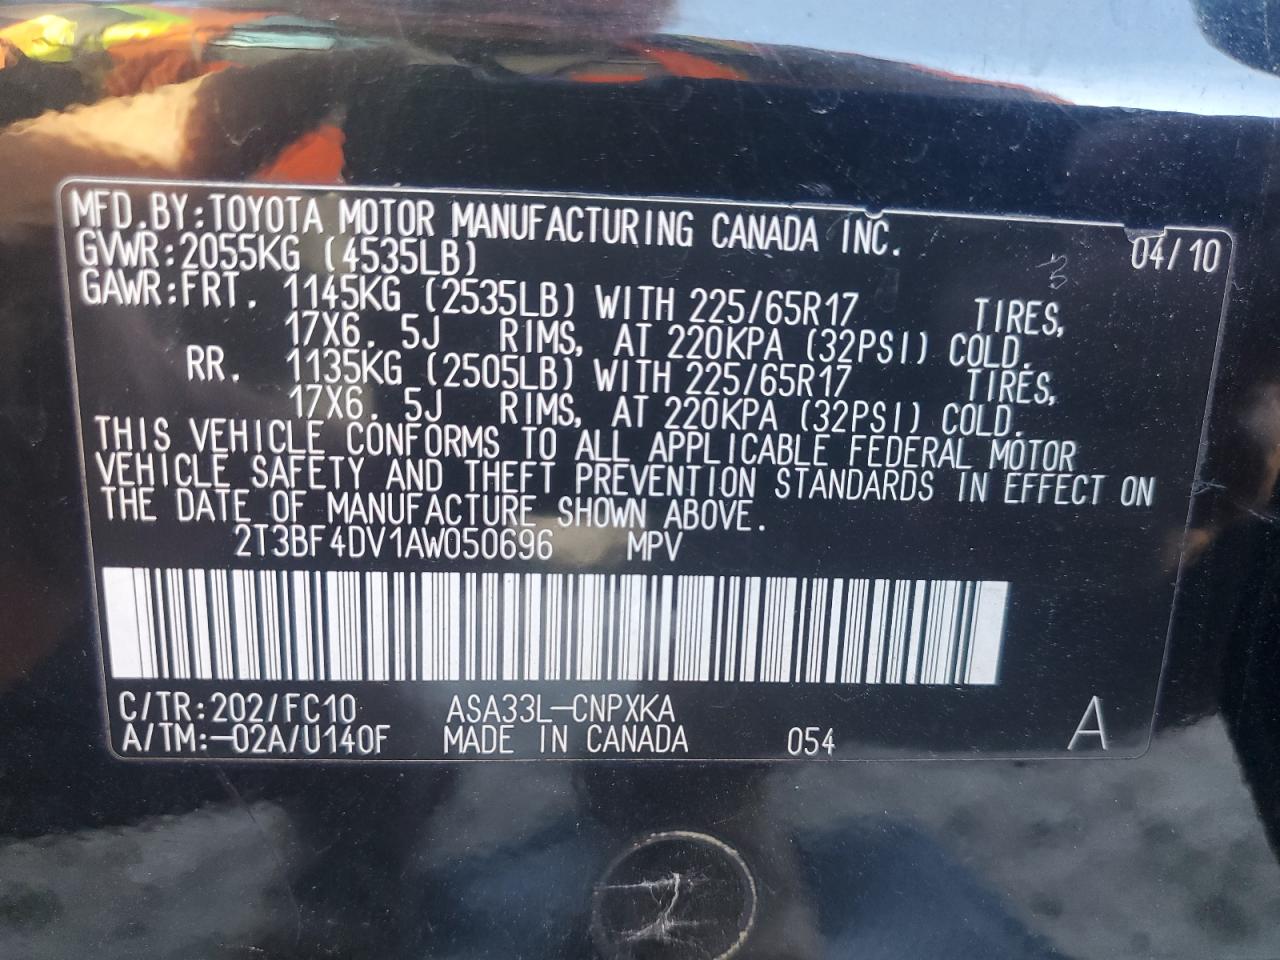 MFD.BY:TOYOTA MOTOR MANUFACTURING CANADA INC.
GVWR:2055KG (4535LB) 04/10
GAWR:FRT. 1145KG (2535LB) WITH 225/65R17 TIRES,
17X6.5J RIMS, AT 220KPA (32PSI) COLD.
RR. 1135KG (2505LB) WITH 225/65R17 TIRES,
17X6.5J RIMS, AT 220KPA (32PSI) COLD.
THIS VEHICLE CONFORMS TO ALL APPLICABLE FEDERAL MOTOR
VEHICLE SAFETY AND THEFT PREVENTION STANDARDS IN EFFECT ON
THE DATE OF MANUFACTURE SHOWN ABOVE.
2T3BF4DV1AW050696 MPV
C/TR:202/FC10 ASA33L-CNPXKA
A/TM:-02A/U140F MADE IN CANADA 054 A